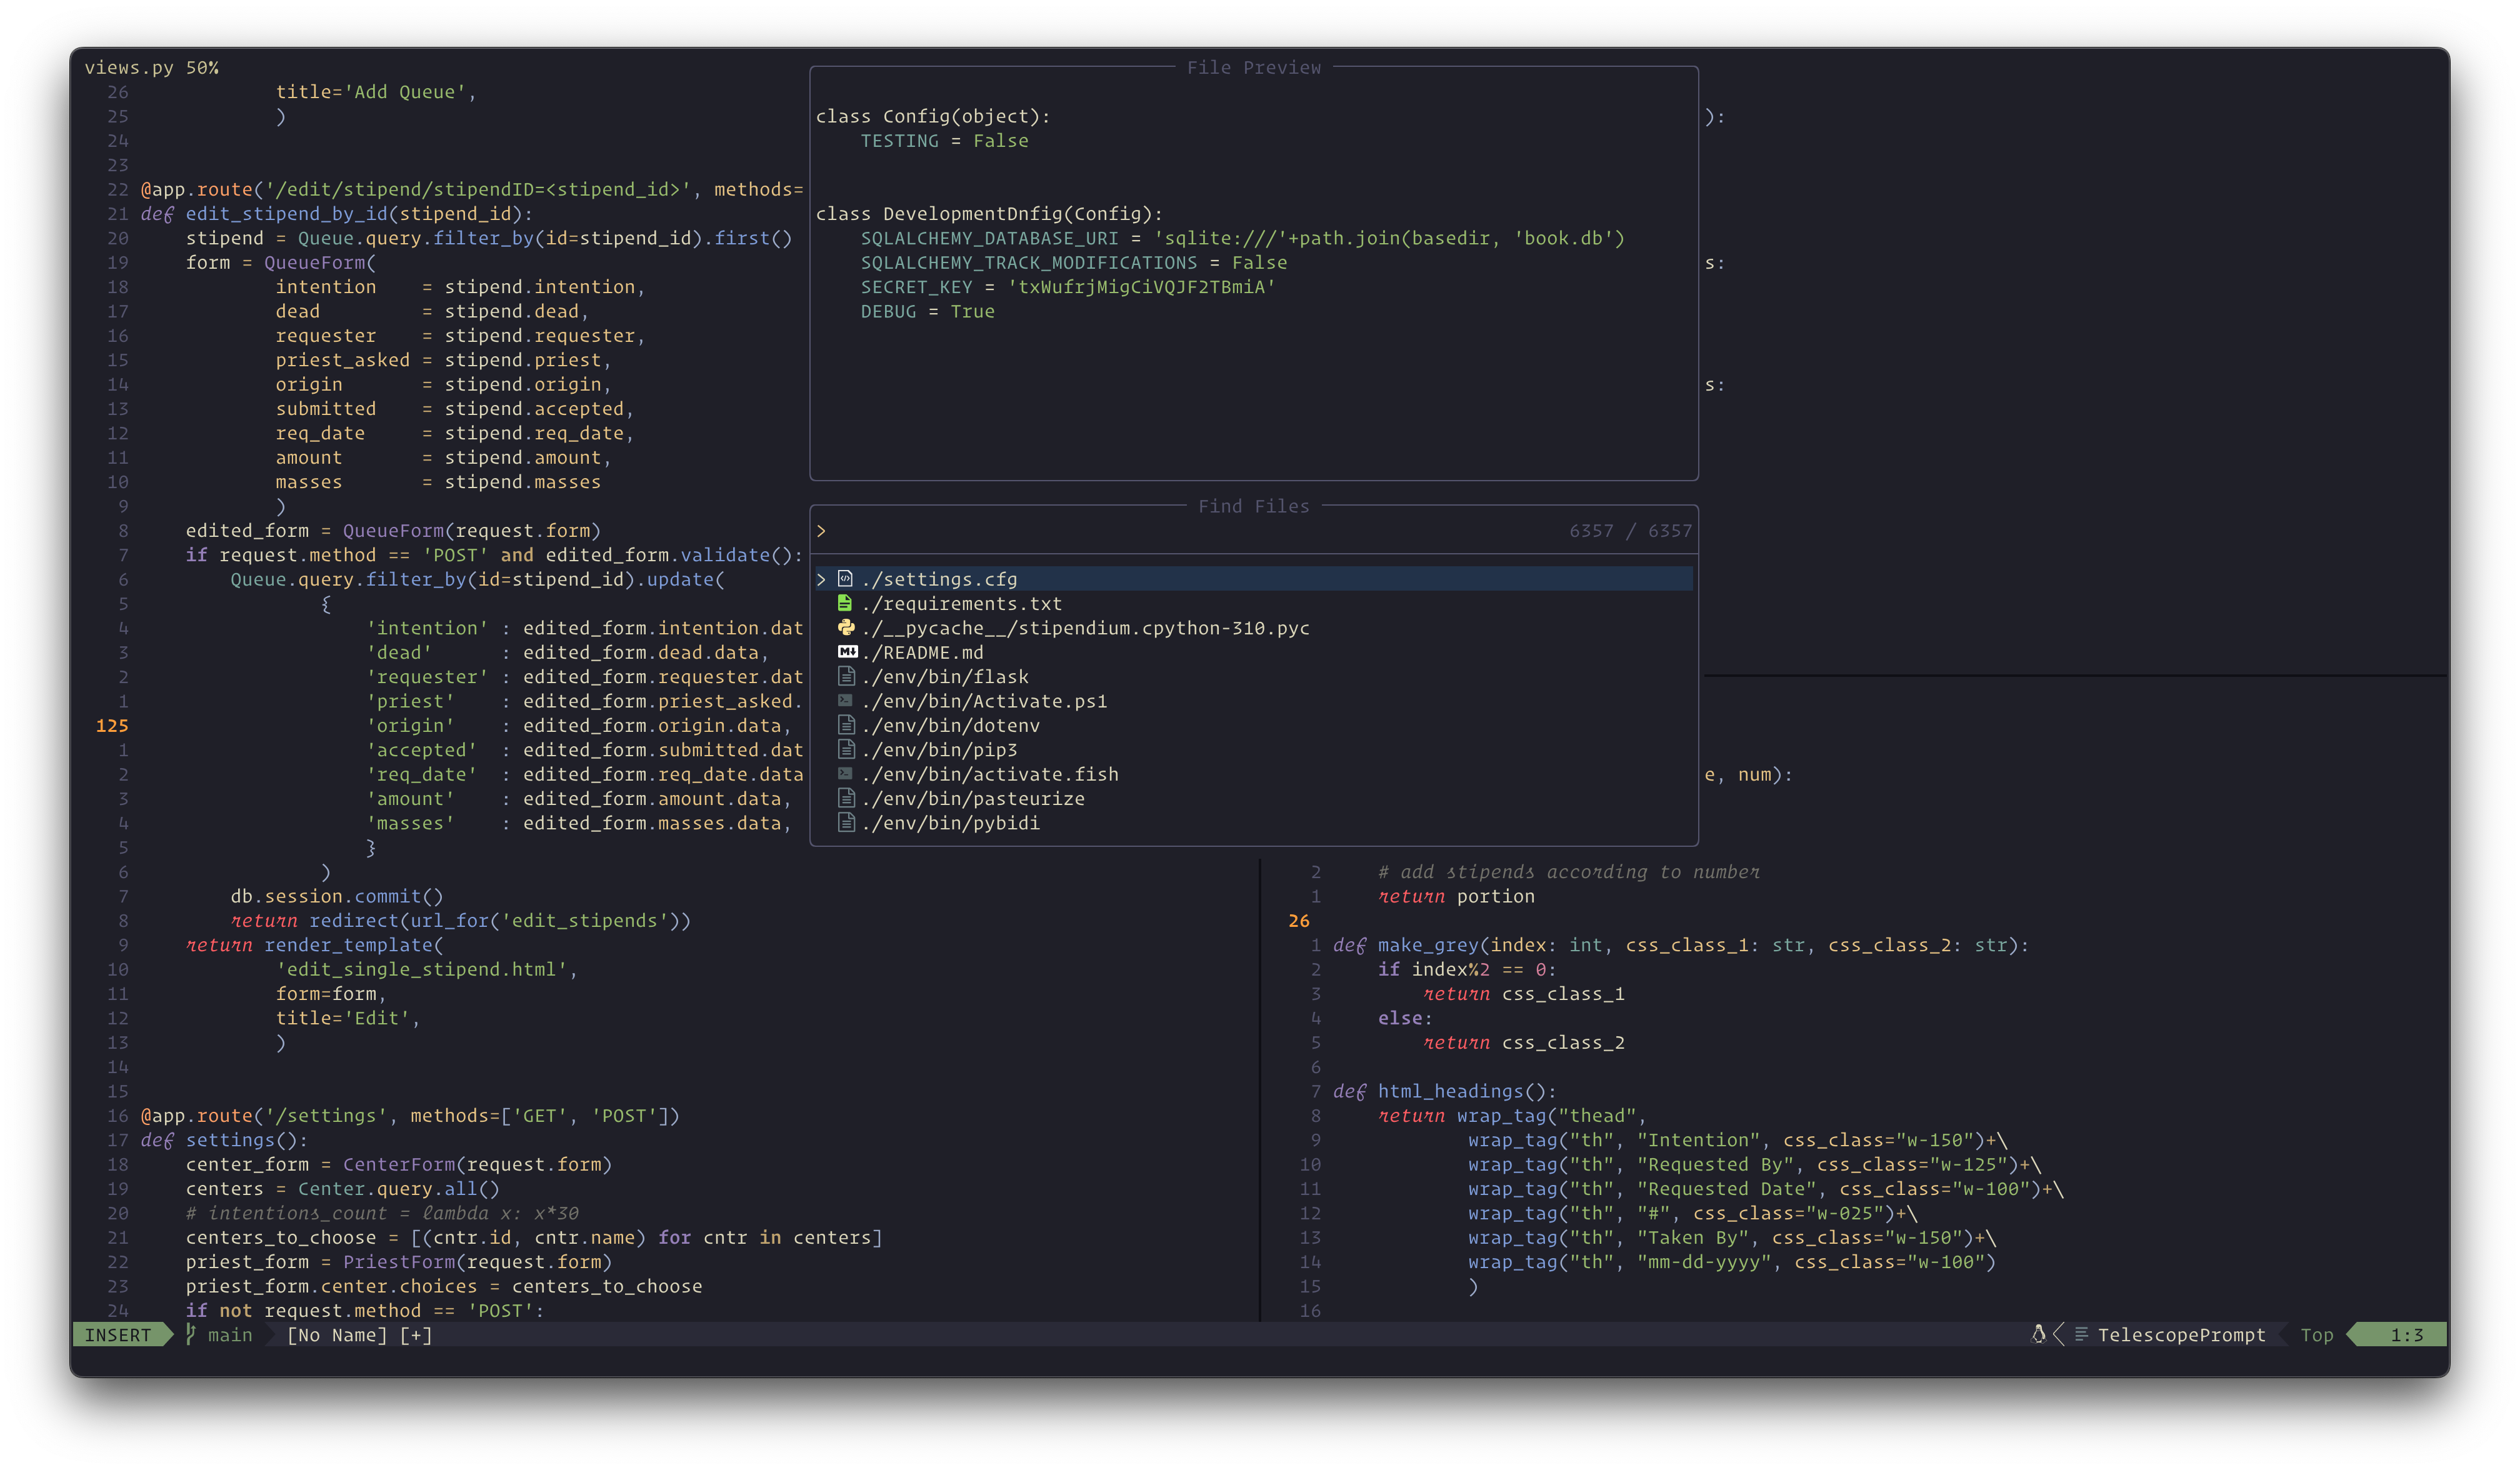 views.py 50%
26             title='Add Queue',
25             )
24
23
22 @app.route('/edit/stipend/stipendID=<stipend_id>', methods=
21 def edit_stipend_by_id(stipend_id):
20     stipend = Queue.query.filter_by(id=stipend_id).first()
19     form = QueueForm(
18             intention    = stipend.intention,
17             dead         = stipend.dead,
16             requester    = stipend.requester,
15             priest_asked = stipend.priest,
14             origin       = stipend.origin,
13             submitted    = stipend.accepted,
12             req_date     = stipend.req_date,
11             amount       = stipend.amount,
10             masses       = stipend.masses
9             )
8     edited_form = QueueForm(request.form)
7     if request.method == 'POST' and edited_form.validate():
6         Queue.query.filter_by(id=stipend_id).update(
5                 {
4                     'intention' : edited_form.intention.dat
3                     'dead'      : edited_form.dead.data,
2                     'requester' : edited_form.requester.dat
1                     'priest'    : edited_form.priest_asked.
125                     'origin'    : edited_form.origin.data,
1                     'accepted'  : edited_form.submitted.dat
2                     'req_date'  : edited_form.req_date.data
3                     'amount'    : edited_form.amount.data,
4                     'masses'    : edited_form.masses.data,
5                     }
6                 )
7         db.session.commit()
8         return redirect(url_for('edit_stipends'))
9     return render_template(
10             'edit_single_stipend.html',
11             form=form,
12             title='Edit',
13             )
14
15
16 @app.route('/settings', methods=['GET', 'POST'])
17 def settings():
18     center_form = CenterForm(request.form)
19     centers = Center.query.all()
20     # intentions_count = lambda x: x*30
21     centers_to_choose = [(cntr.id, cntr.name) for cntr in centers]
22     priest_form = PriestForm(request.form)
23     priest_form.center.choices = centers_to_choose
24     if not request.method == 'POST':
File Preview
class Config(object):
    TESTING = False
class DevelopmentDnfig(Config):
    SQLALCHEMY_DATABASE_URI = 'sqlite:///'+path.join(basedir, 'book.db')
    SQLALCHEMY_TRACK_MODIFICATIONS = False
    SECRET_KEY = 'txWufrjMigCiVQJF2TBmiA'
    DEBUG = True
Find Files
> 6357 / 6357
> ./settings.cfg
./requirements.txt
./__pycache__/stipendium.cpython-310.pyc
M↓ ./README.md
./env/bin/flask
./env/bin/Activate.ps1
./env/bin/dotenv
./env/bin/pip3
./env/bin/activate.fish
./env/bin/pasteurize
./env/bin/pybidi
):
s:
s:
e, num):
2     # add stipends according to number
1     return portion
26
1 def make_grey(index: int, css_class_1: str, css_class_2: str):
2     if index%2 == 0:
3         return css_class_1
4     else:
5         return css_class_2
6
7 def html_headings():
8     return wrap_tag("thead",
9             wrap_tag("th", "Intention", css_class="w-150")+\
10             wrap_tag("th", "Requested By", css_class="w-125")+\
11             wrap_tag("th", "Requested Date", css_class="w-100")+\
12             wrap_tag("th", "#", css_class="w-025")+\
13             wrap_tag("th", "Taken By", css_class="w-150")+\
14             wrap_tag("th", "mm-dd-yyyy", css_class="w-100")
15             )
16
INSERT main [No Name] [+] TelescopePrompt Top 1:3